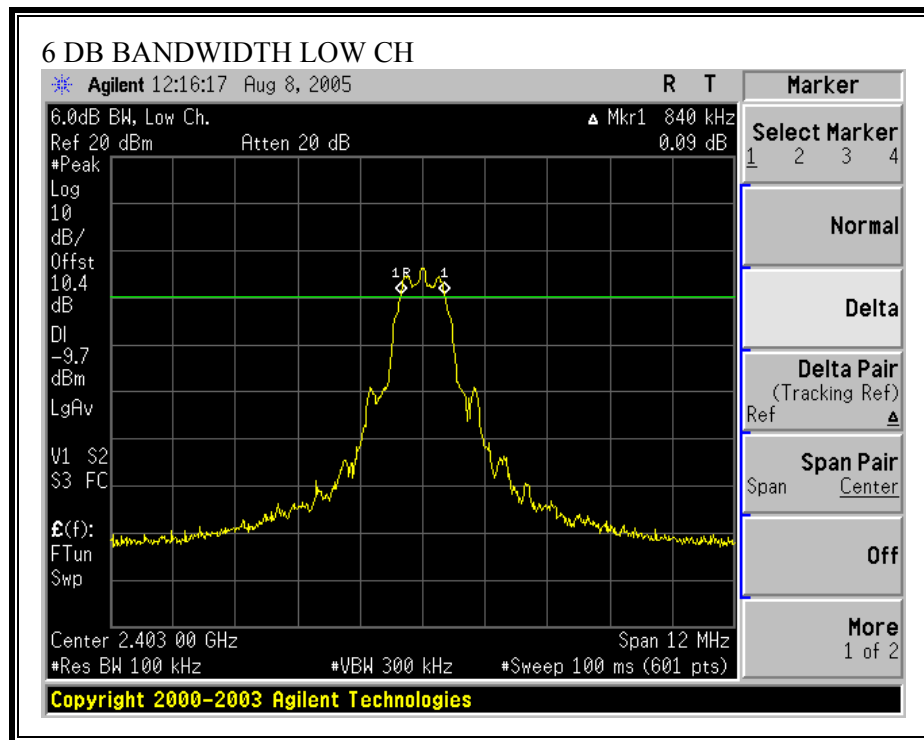 6 DB BANDWIDTH LOW CH
Agilent 12:16:17 Aug 8, 2005 R T
6.0dB BW, Low Ch. Δ Mkr1 840 kHz
Ref 20 dBm Atten 20 dB 0.09 dB
#Peak
Log
10
dB/
Offst
10.4
dB
DI
-9.7
dBm
LgAv
V1 S2
S3 FC
£(f):
FTun
Swp
1R 1
Center 2.403 00 GHz Span 12 MHz
#Res BW 100 kHz #VBW 300 kHz #Sweep 100 ms (601 pts)
Copyright 2000-2003 Agilent Technologies
Marker
Select Marker
1 2 3 4
Normal
Delta
Delta Pair
(Tracking Ref)
Ref Δ
Span Pair
Span Center
Off
More
1 of 2